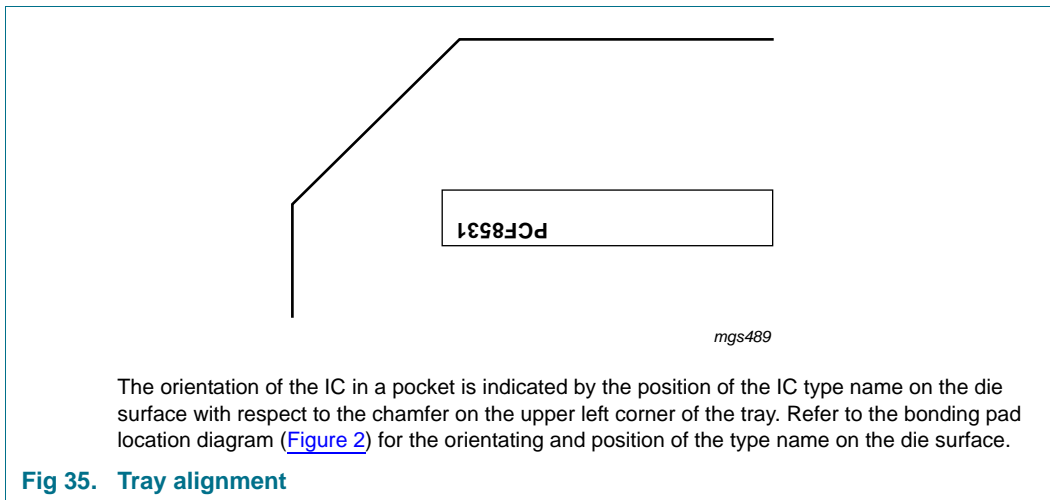 PCF8531
mgs489
The orientation of the IC in a pocket is indicated by the position of the IC type name on the die
surface with respect to the chamfer on the upper left corner of the tray. Refer to the bonding pad
location diagram (Figure 2) for the orientating and position of the type name on the die surface.
Fig 35. Tray alignment